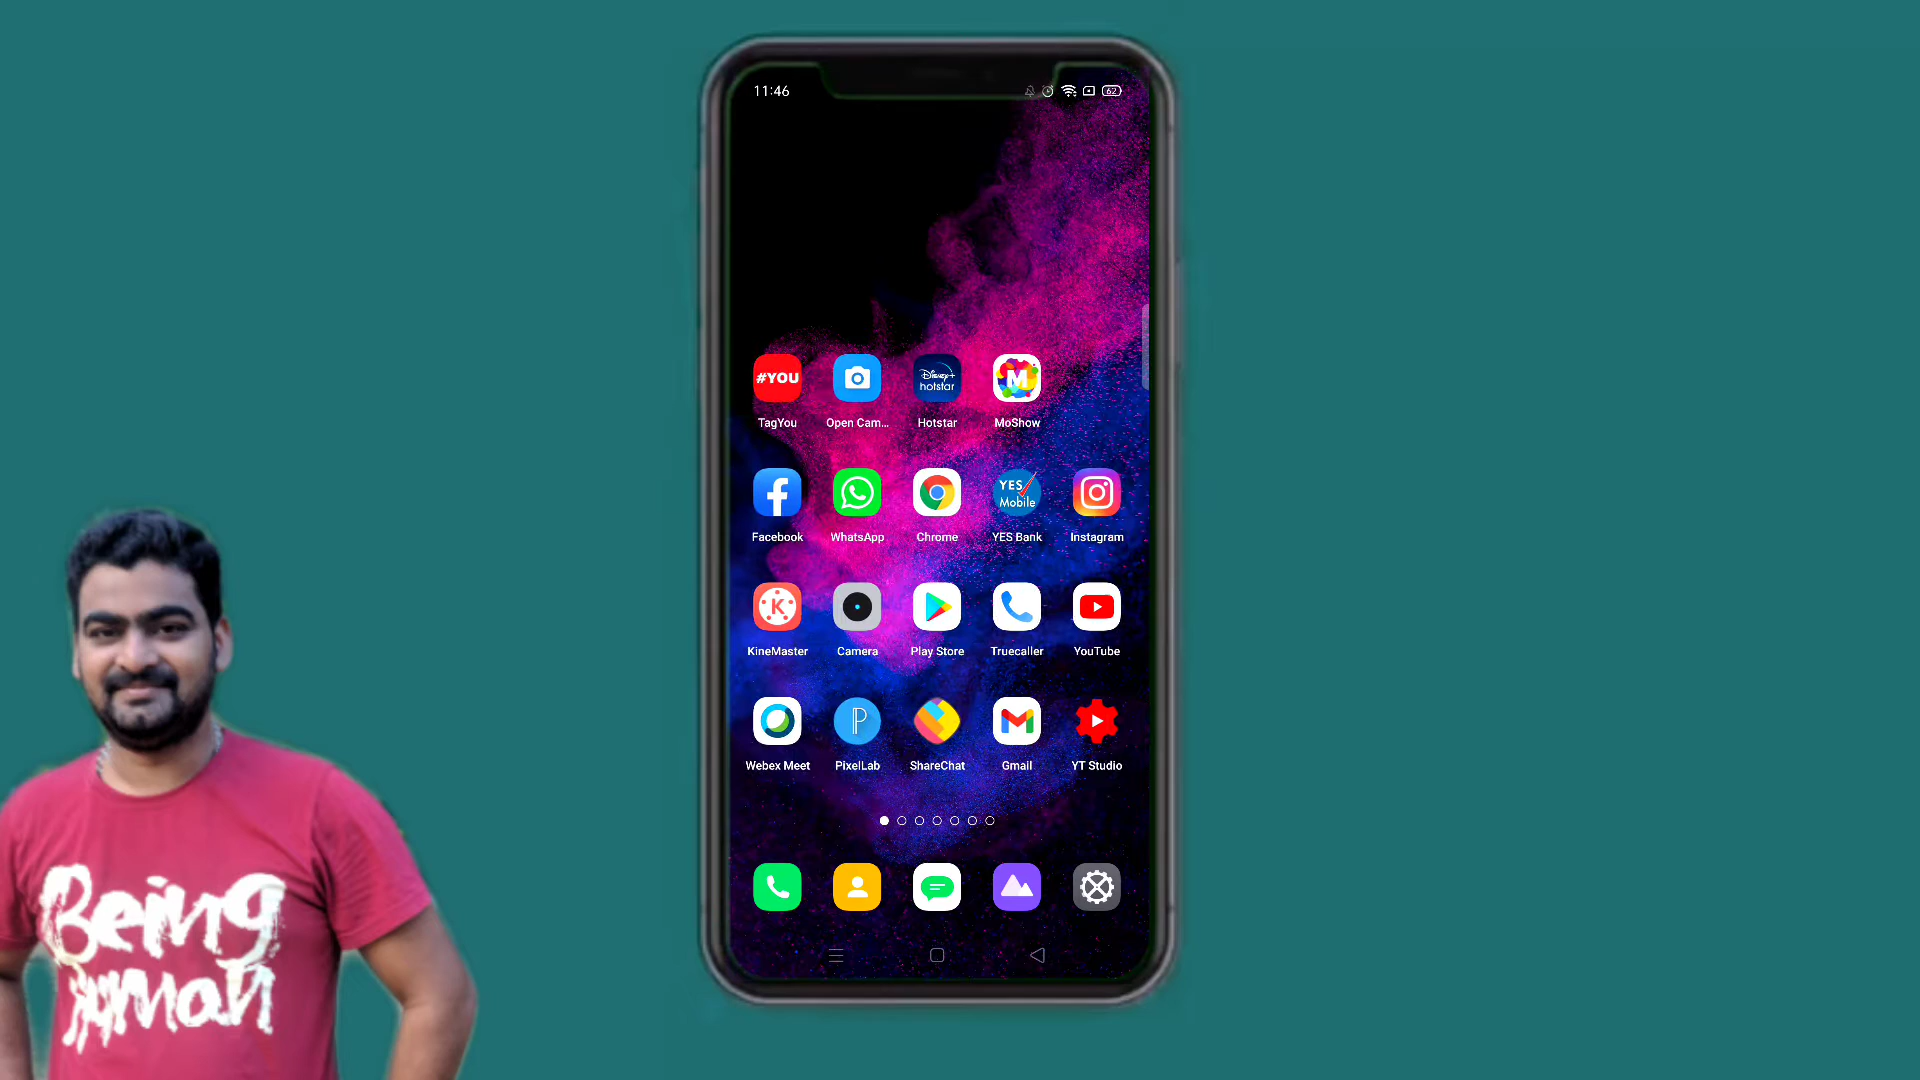 11:46
62
#YOU
Disney+
hotstar
M
TagYou
Open Cam...
Hotstar
MoShow
YES
Mobile
Facebook
WhatsApp
Chrome
YES Bank
Instagram
K
KineMaster
Camera
Play Store
Truecaller
YouTube
P
Webex Meet
PixelLab
ShareChat
Gmail
YT Studio
Being
Human